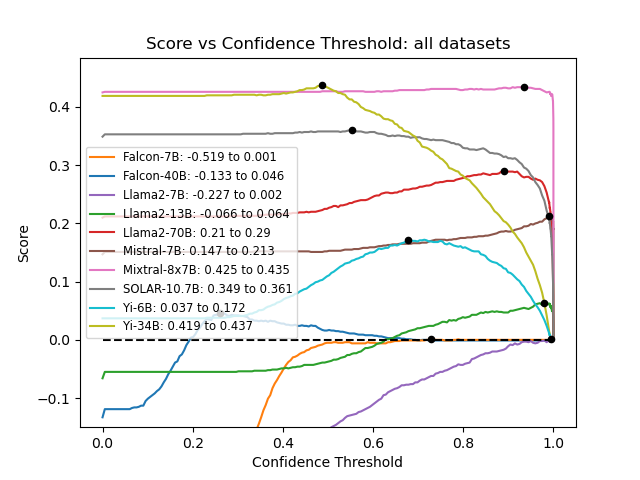 Score vs Confidence Threshold: all datasets
Score
0.4
0.3
0.2
0.1
0.0
−0.1
Falcon-7B: -0.519 to 0.001
Falcon-40B: -0.133 to 0.046
Llama2-7B: -0.227 to 0.002
Llama2-13B: -0.066 to 0.064
Llama2-70B: 0.21 to 0.29
Mistral-7B: 0.147 to 0.213
Mixtral-8x7B: 0.425 to 0.435
SOLAR-10.7B: 0.349 to 0.361
Yi-6B: 0.037 to 0.172
Yi-34B: 0.419 to 0.437
0.0 0.2 0.4 0.6 0.8 1.0
Confidence Threshold